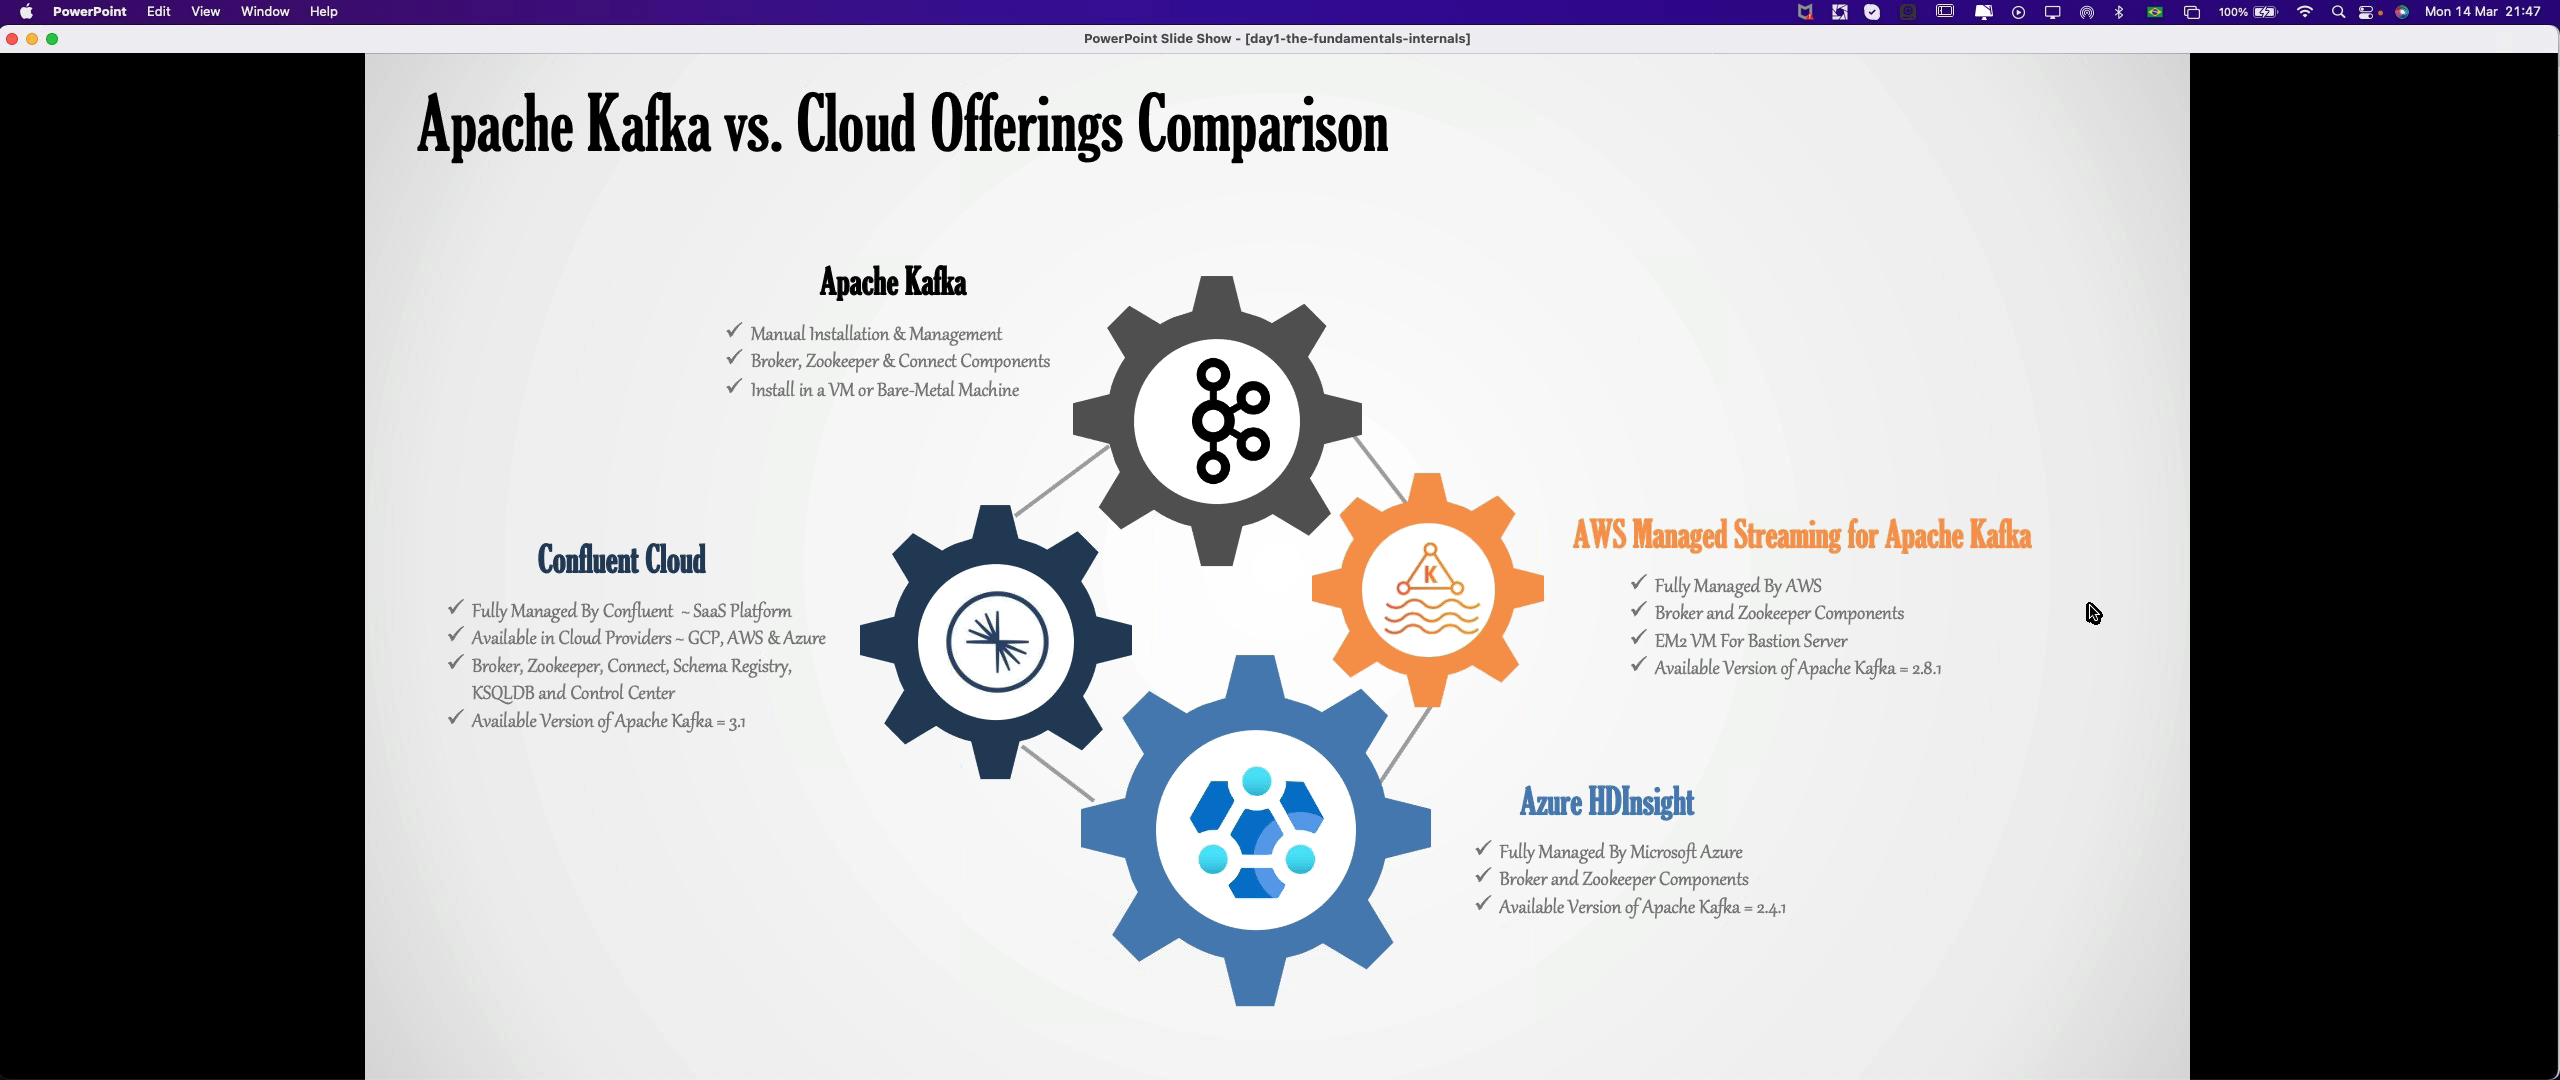 PowerPoint Edit View Window Help
100% Mon 14 Mar 21:47
PowerPoint Slide Show - [day1-the-fundamentals-internals]
Apache Kafka vs. Cloud Offerings Comparison
Apache Kafka
Manual Installation & Management
Broker, Zookeeper & Connect Components
Install in a VM or Bare-Metal Machine
Confluent Cloud
Fully Managed By Confluent ~ SaaS Platform
Available in Cloud Providers ~ GCP, AWS & Azure
Broker, Zookeeper, Connect, Schema Registry,
KSQLDB and Control Center
Available Version of Apache Kafka = 3.1
K
AWS Managed Streaming for Apache Kafka
Fully Managed By AWS
Broker and Zookeeper Components
EM2 VM For Bastion Server
Available Version of Apache Kafka = 2.8.1
Azure HDInsight
Fully Managed By Microsoft Azure
Broker and Zookeeper Components
Available Version of Apache Kafka = 2.4.1